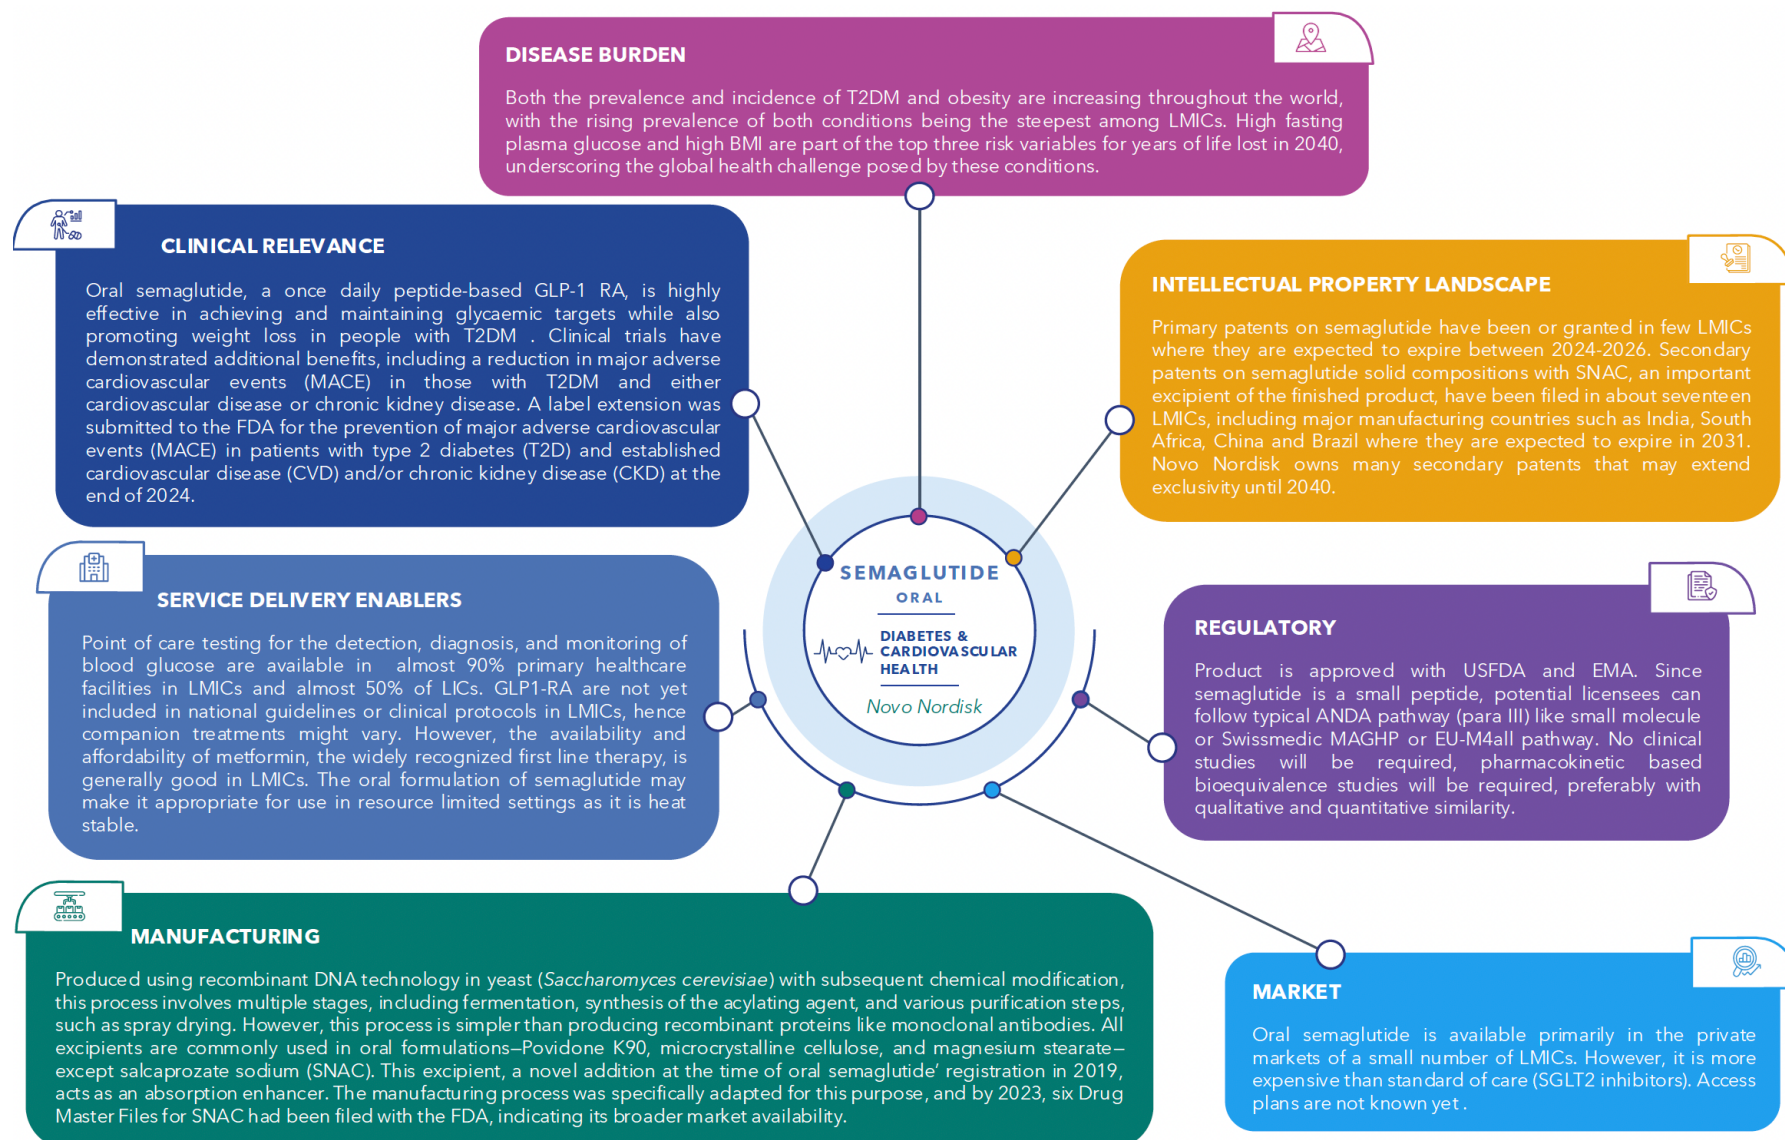 DISEASE BURDEN
Both the prevalence and incidence of T2DM and obesity are increasing throughout the world,
with the rising prevalence of both conditions being the steepest among LMICs. High fasting
plasma glucose and high BMI are part of the top three risk variables for years of life lost in 2040,
underscoring the global health challenge posed by these conditions.
CLINICAL RELEVANCE
Oral semaglutide, a once daily peptide-based GLP-1 RA, is highly
effective in achieving and maintaining glycaemic targets while also
promoting weight loss in people with T2DM . Clinical trials have
demonstrated additional benefits, including a reduction in major adverse
cardiovascular events (MACE) in those with T2DM and either
cardiovascular disease or chronic kidney disease. A label extension was
submitted to the FDA for the prevention of major adverse cardiovascular
events (MACE) in patients with type 2 diabetes (T2D) and established
cardiovascular disease (CVD) and/or chronic kidney disease (CKD) at the
end of 2024.
INTELLECTUAL PROPERTY LANDSCAPE
Primary patents on semaglutide have been or granted in few LMICs
where they are expected to expire between 2024-2026. Secondary
patents on semaglutide solid compositions with SNAC, an important
excipient of the finished product, have been filed in about seventeen
LMICs, including major manufacturing countries such as India, South
Africa, China and Brazil where they are expected to expire in 2031.
Novo Nordisk owns many secondary patents that may extend
exclusivity until 2040.
SEMAGLUTIDE
ORAL
DIABETES &
CARDIOVASCULAR
HEALTH
Novo Nordisk
SERVICE DELIVERY ENABLERS
Point of care testing for the detection, diagnosis, and monitoring of
blood glucose are available in almost 90% primary healthcare
facilities in LMICs and almost 50% of LICs. GLP1-RA are not yet
included in national guidelines or clinical protocols in LMICs, hence
companion treatments might vary. However, the availability and
affordability of metformin, the widely recognized first line therapy, is
generally good in LMICs. The oral formulation of semaglutide may
make it appropriate for use in resource limited settings as it is heat
stable.
REGULATORY
Product is approved with USFDA and EMA. Since
semaglutide is a small peptide, potential licensees can
follow typical ANDA pathway (para III) like small molecule
or Swissmedic MAGHP or EU-M4all pathway. No clinical
studies will be required, pharmacokinetic based
bioequivalence studies will be required, preferably with
qualitative and quantitative similarity.
MANUFACTURING
Produced using recombinant DNA technology in yeast (Saccharomyces cerevisiae) with subsequent chemical modification,
this process involves multiple stages, including fermentation, synthesis of the acylating agent, and various purification steps,
such as spray drying. However, this process is simpler than producing recombinant proteins like monoclonal antibodies. All
excipients are commonly used in oral formulations—Povidone K90, microcrystalline cellulose, and magnesium stearate—
except salcaprozate sodium (SNAC). This excipient, a novel addition at the time of oral semaglutide' registration in 2019,
acts as an absorption enhancer. The manufacturing process was specifically adapted for this purpose, and by 2023, six Drug
Master Files for SNAC had been filed with the FDA, indicating its broader market availability.
MARKET
Oral semaglutide is available primarily in the private
markets of a small number of LMICs. However, it is more
expensive than standard of care (SGLT2 inhibitors). Access
plans are not known yet .